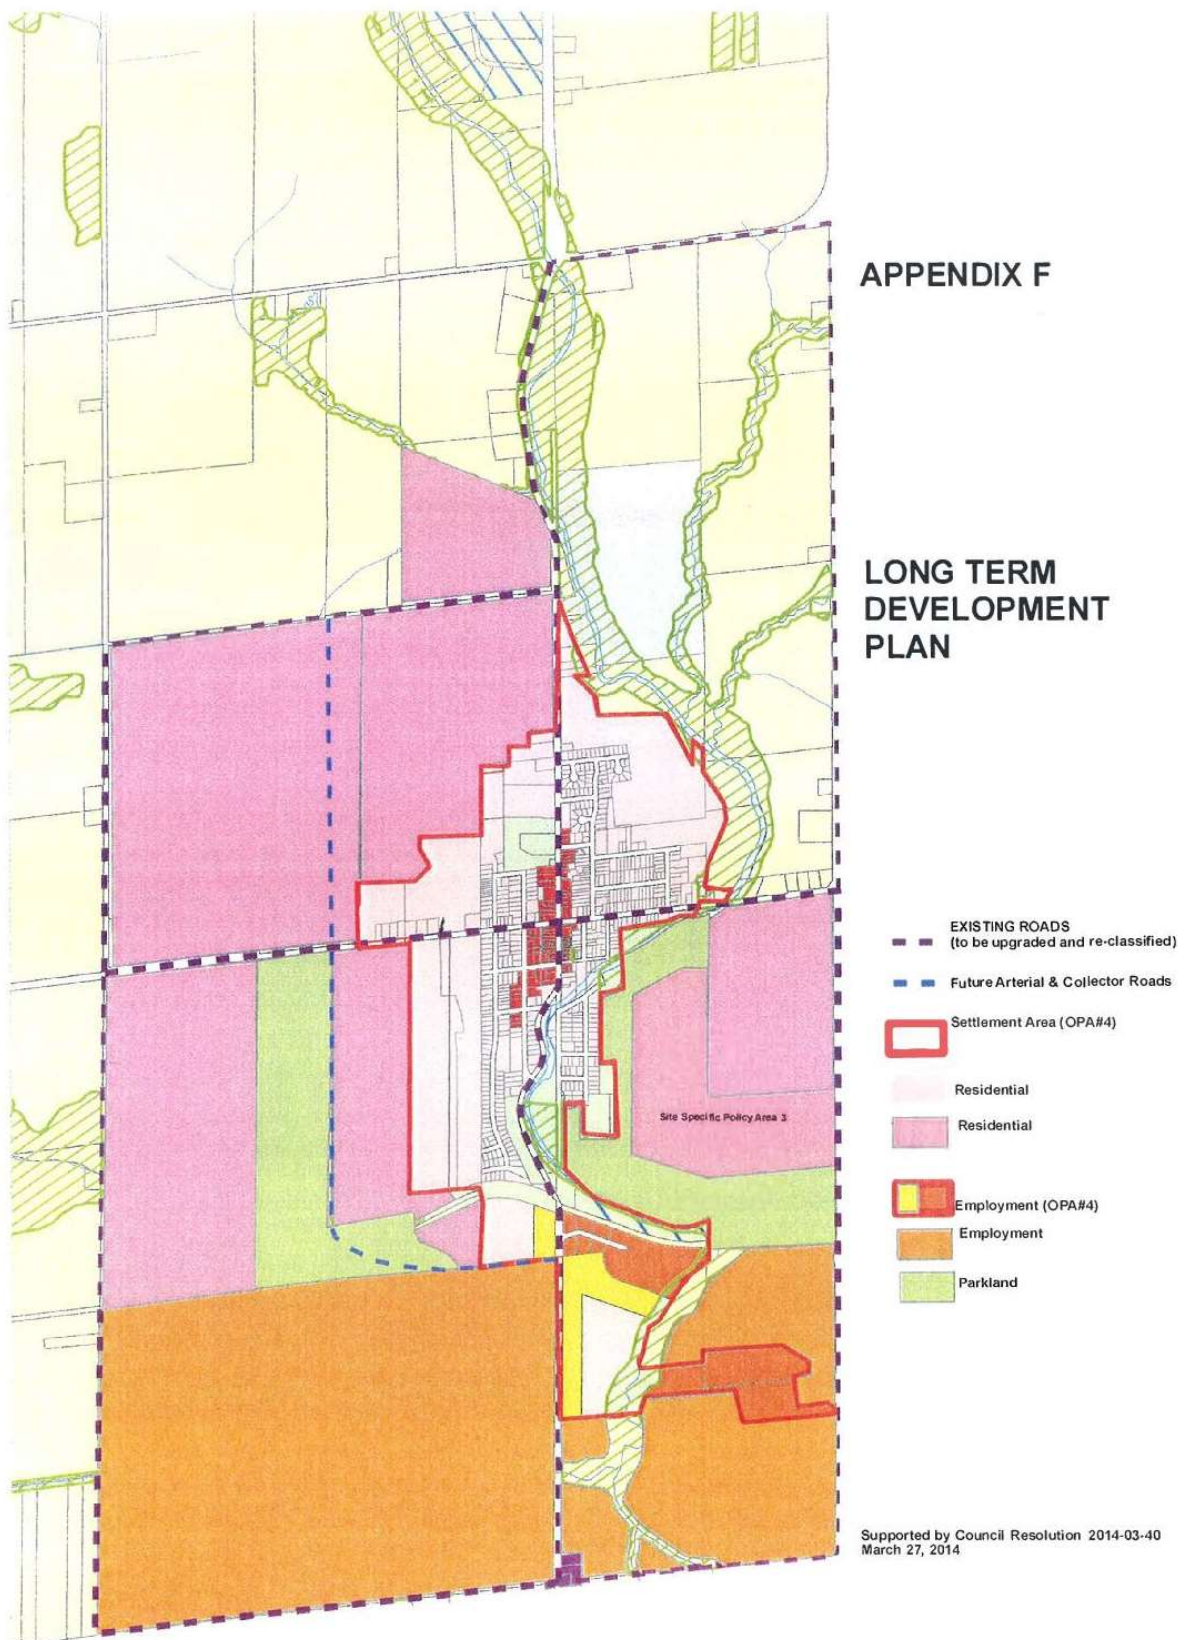 APPENDIX F
LONG TERM
DEVELOPMENT
PLAN
EXISTING ROADS
(to be upgraded and re-classified)
Future Arterial & Collector Roads
Settlement Area (OPA#4)
Residential
Residential
Site Specific Policy Area 3
Employment (OPA#4)
Employment
Parkland
Supported by Council Resolution 2014-03-40
March 27, 2014